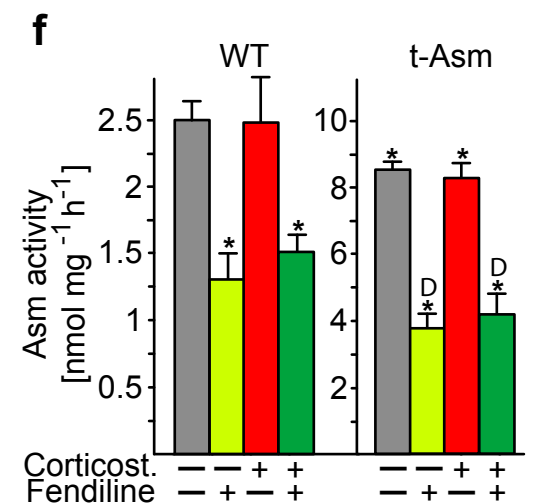 f
WT
t-Asm
Asm activity
[nmol mg⁻¹h⁻¹]
2.5
2
1.5
1
0.5
* *
10
8
6
4
2
* *
D D
* *
Corticost. — — + + — — + +
Fendiline — + — + — + — +